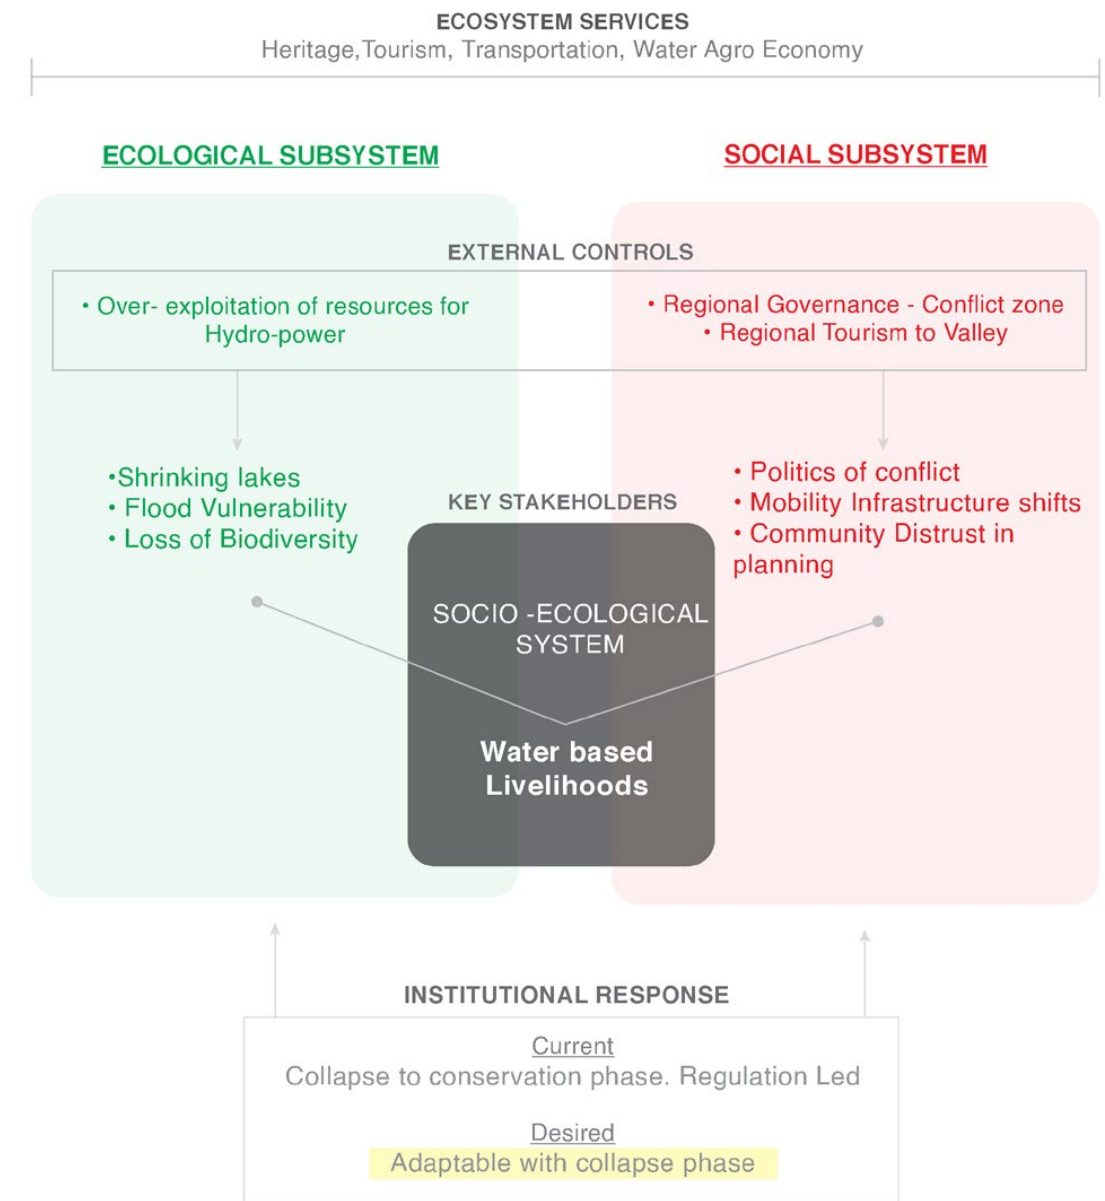 ECOSYSTEM SERVICES
Heritage,Tourism, Transportation, Water Agro Economy
ECOLOGICAL SUBSYSTEM
SOCIAL SUBSYSTEM
EXTERNAL CONTROLS
• Over- exploitation of resources for
Hydro-power
• Regional Governance - Conflict zone
• Regional Tourism to Valley
•Shrinking lakes
• Flood Vulnerability
• Loss of Biodiversity
• Politics of conflict
• Mobility Infrastructure shifts
• Community Distrust in
planning
KEY STAKEHOLDERS
SOCIO -ECOLOGICAL
SYSTEM
Water based
Livelihoods
INSTITUTIONAL RESPONSE
Current
Collapse to conservation phase. Regulation Led
Desired
Adaptable with collapse phase